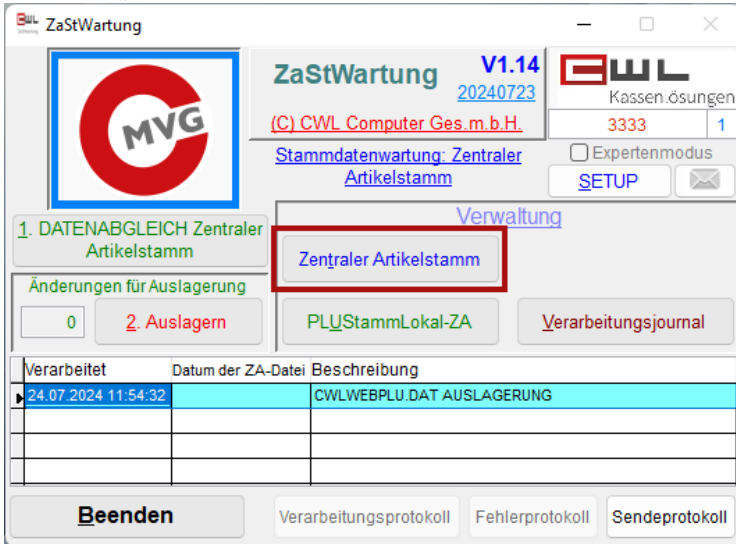 ZaStWartung
MVG
ZaStWartung V1.14
20240723
(C) CWL Computer Ges.m.b.H.
CWL
Kassenlösungen
3333 1
Stammdatenwartung: Zentraler
Artikelstamm
Expertenmodus
SETUP
Verwaltung
1. DATENABGLEICH Zentraler
Artikelstamm
Zentraler Artikelstamm
Änderungen für Auslagerung
0 2. Auslagern
PLUStammLokal-ZA
Verarbeitungsjournal
Verarbeitet Datum der ZA-Datei Beschreibung
24.07.2024 11:54:32 CWLWEBPLU.DAT AUSLAGERUNG
Beenden
Verarbeitungsprotokoll
Fehlerprotokoll
Sendeprotokoll